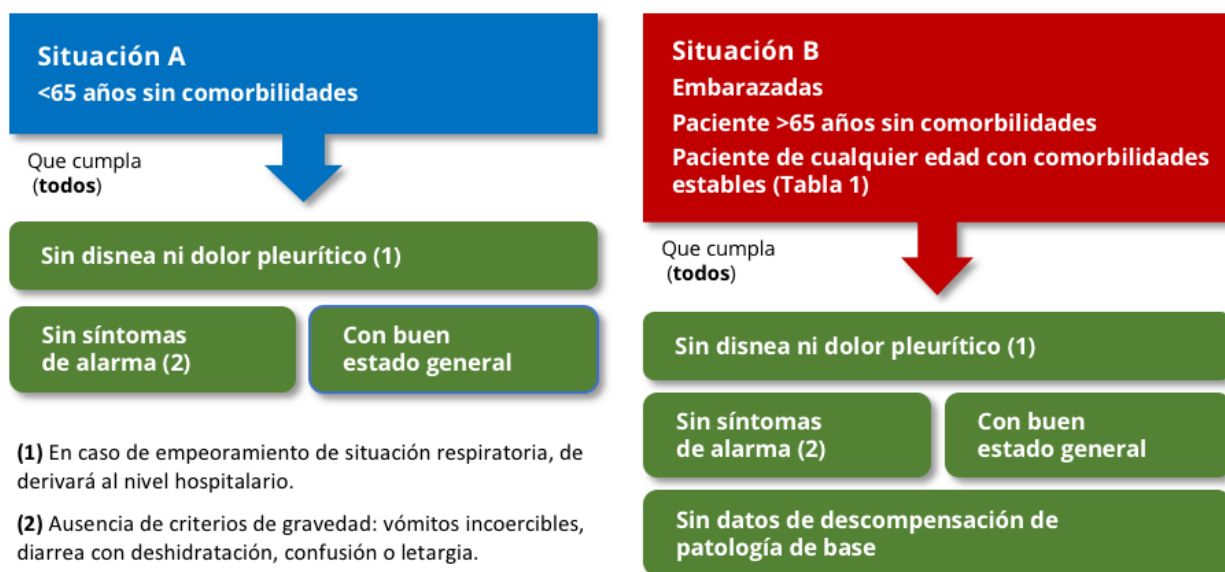 Situación A
<65 años sin comorbilidades
Que cumpla
(todos)
Sin disnea ni dolor pleurítico (1)
Sin síntomas
de alarma (2)
Con buen
estado general
(1) En caso de empeoramiento de situación respiratoria, de
derivará al nivel hospitalario.
(2) Ausencia de criterios de gravedad: vómitos incoercibles,
diarrea con deshidratación, confusión o letargia.
Situación B
Embarazadas
Paciente >65 años sin comorbilidades
Paciente de cualquier edad con comorbilidades
estables (Tabla 1)
Que cumpla
(todos)
Sin disnea ni dolor pleurítico (1)
Sin síntomas
de alarma (2)
Con buen
estado general
Sin datos de descompensación de
patología de base